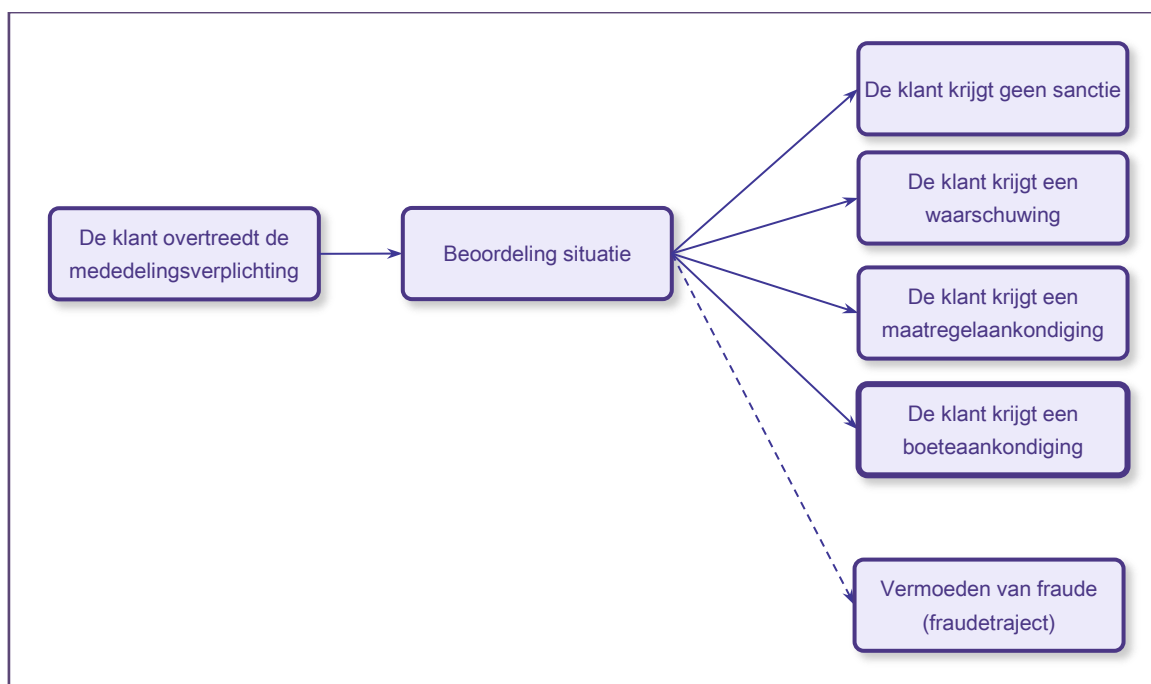 De klant krijgt geen sanctie
De klant krijgt een
waarschuwing
De klant overtreedt de
mededelingsverplichting
Beoordeling situatie
De klant krijgt een
maatregelaankondiging
De klant krijgt een
boeteaankondiging
Vermoeden van fraude
(fraudetraject)